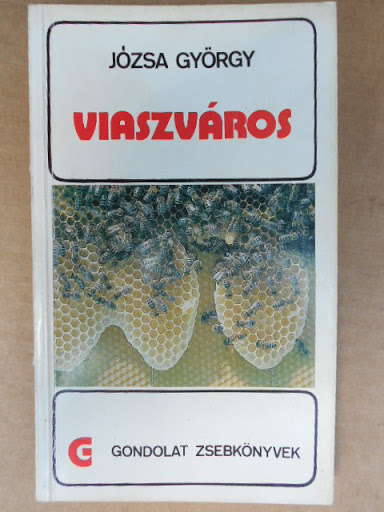 JÓZSA GYÖRGY
VIASZVÁROS
G GONDOLAT ZSEBKÖNYVEK